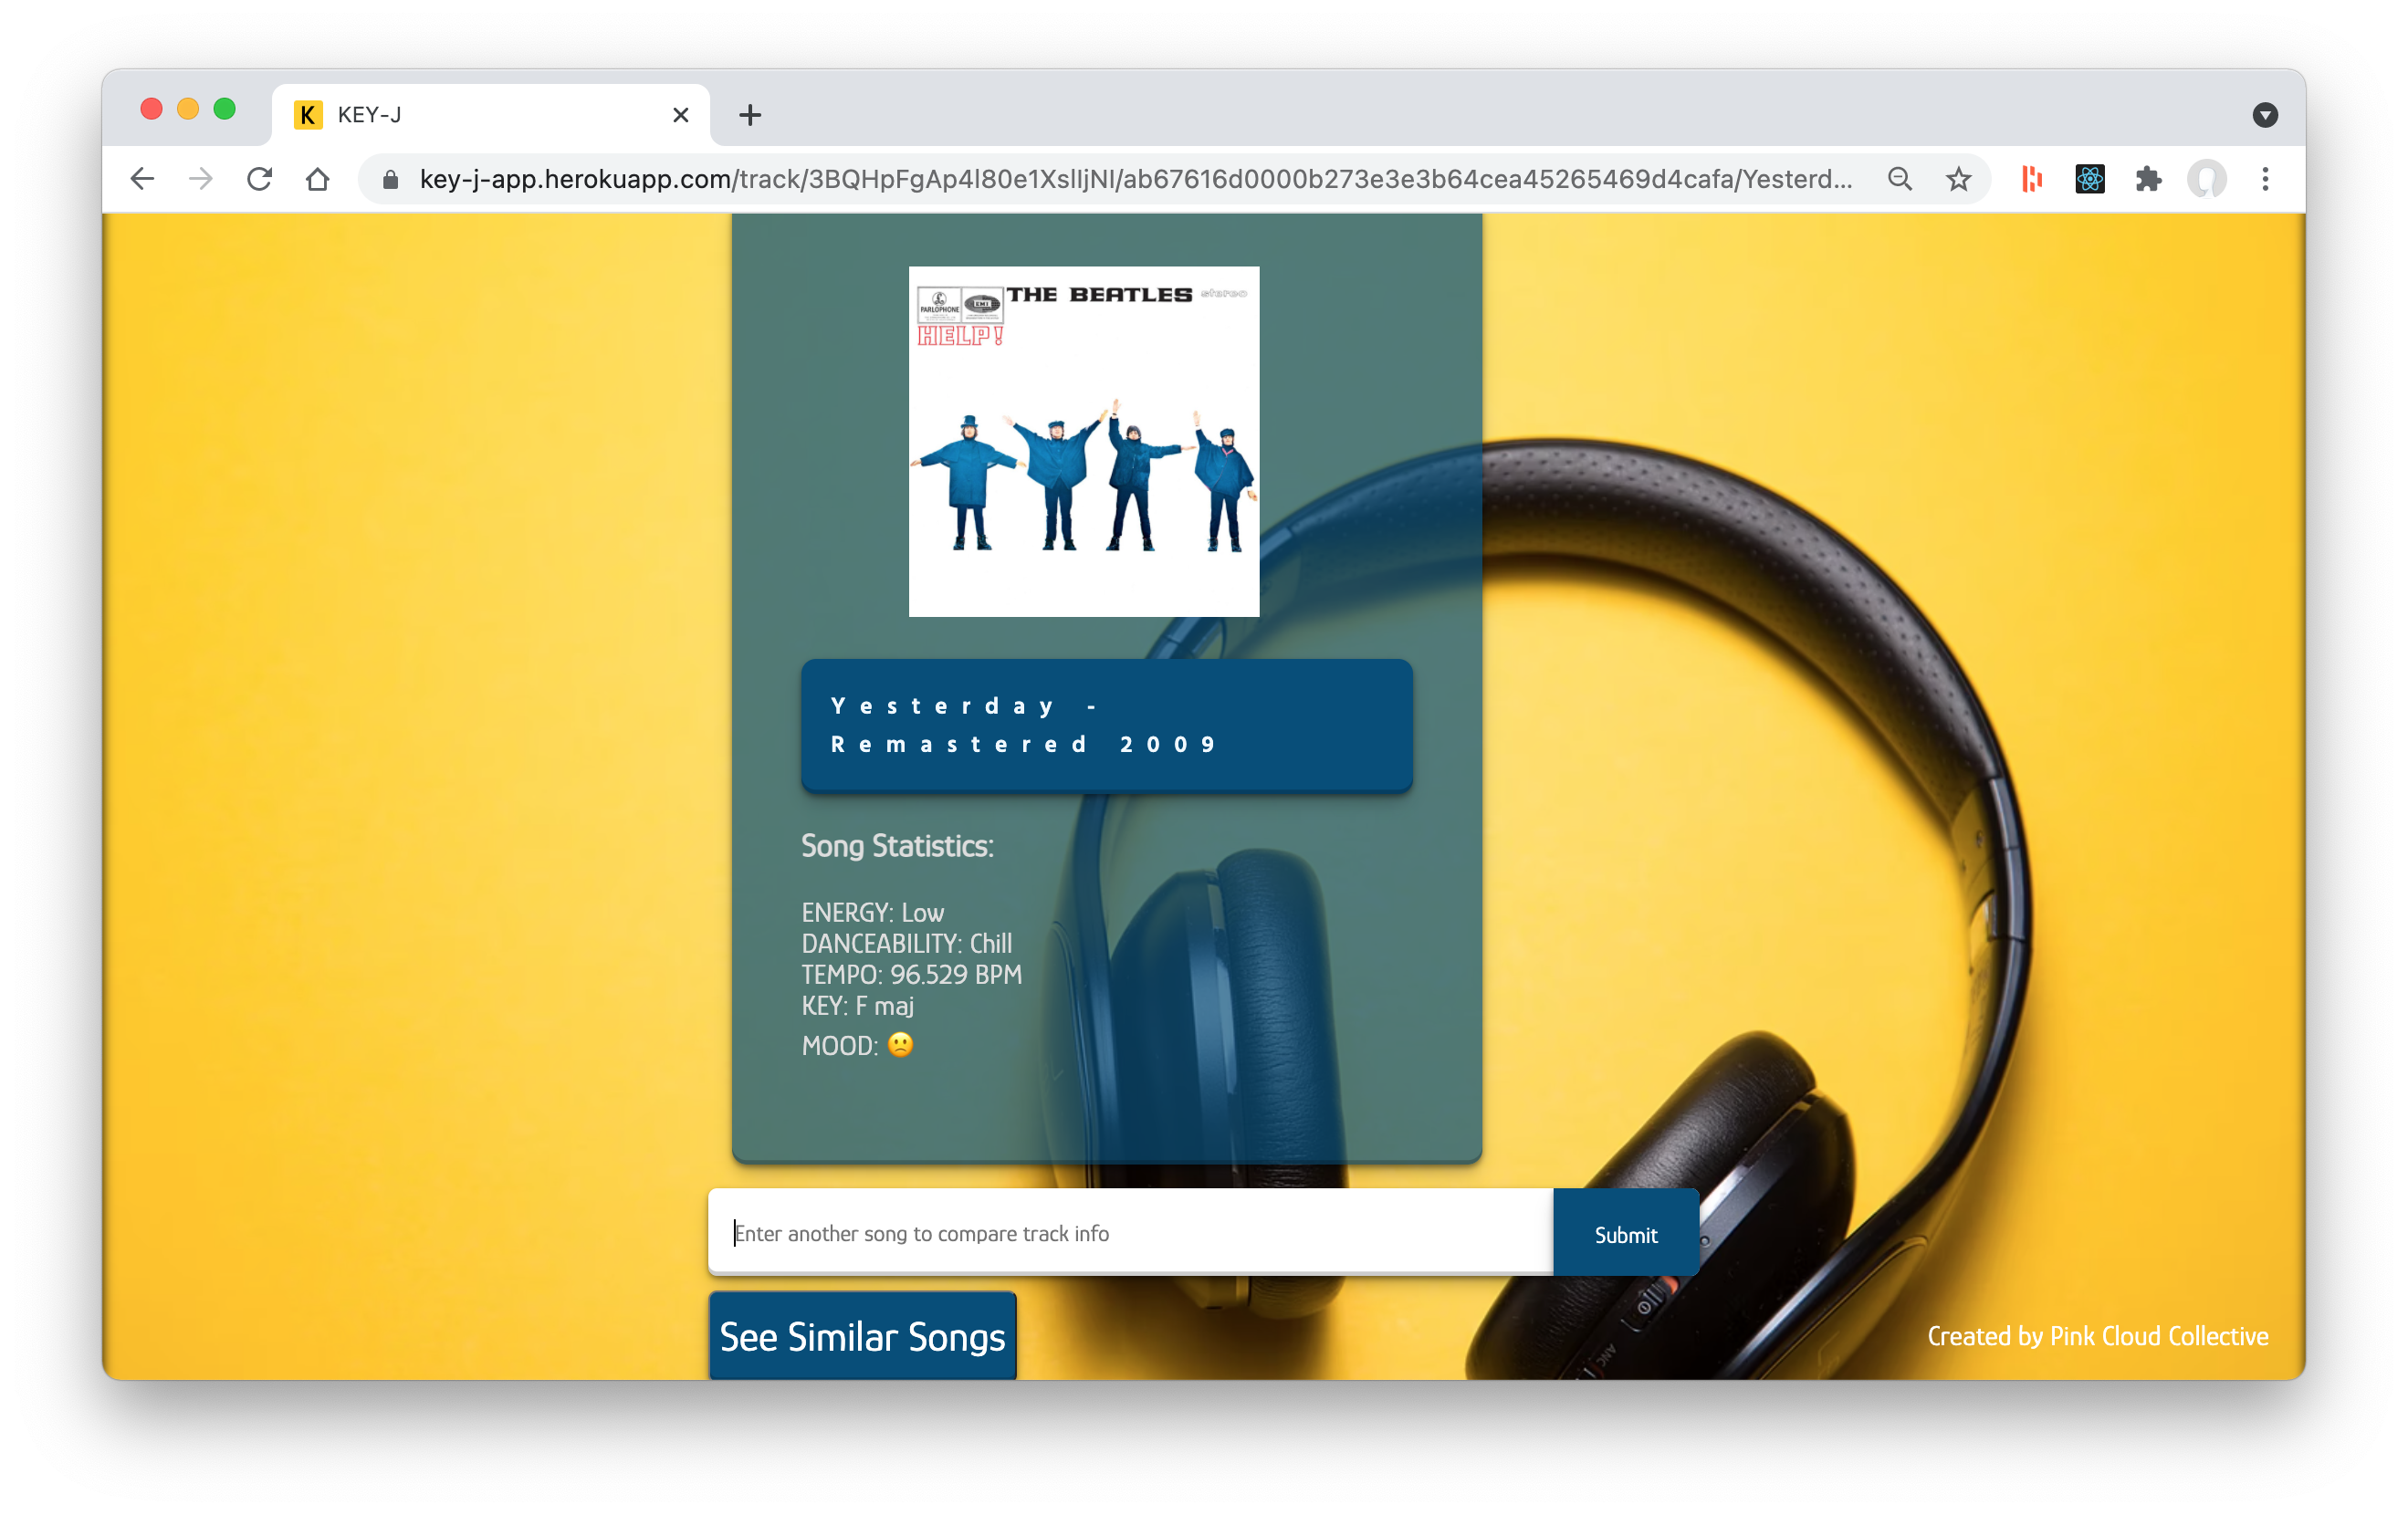 K KEY-J
key-j-app.herokuapp.com/track/3BQHpFgAp4l80e1XslljNI/ab67616d0000b273e3e3b64cea45265469d4cafa/Yesterd...
PARLOPHONE EMI THE BEATLES stereo
HELP!
Yesterday -
Remastered 2009
Song Statistics:
ENERGY: Low
DANCEABILITY: Chill
TEMPO: 96.529 BPM
KEY: F maj
MOOD: 🙁
Enter another song to compare track info
Submit
See Similar Songs
ANC
Created by Pink Cloud Collective